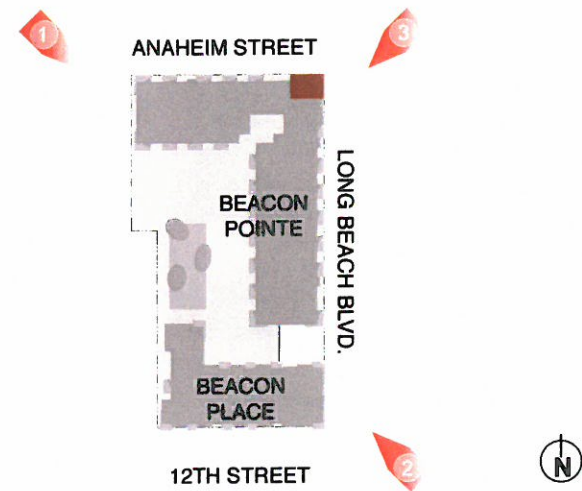 1
3
ANAHEIM STREET
BEACON
POINTE
LONG BEACH BLVD.
BEACON
PLACE
12TH STREET
2
N